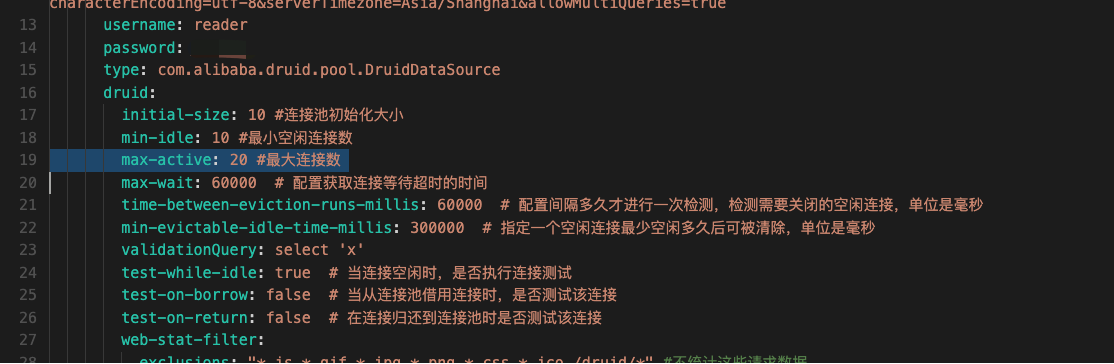 characterEncoding=utf-8&serverTimezone=Asia/Shanghai&allowMultiQueries=true
13 username: reader
14 password:
15 type: com.alibaba.druid.pool.DruidDataSource
16 druid:
17 initial-size: 10 #连接池初始化大小
18 min-idle: 10 #最小空闲连接数
19 max-active: 20 #最大连接数
20 max-wait: 60000  # 配置获取连接等待超时的时间
21 time-between-eviction-runs-millis: 60000  # 配置间隔多久才进行一次检测，检测需要关闭的空闲连接，单位是毫秒
22 min-evictable-idle-time-millis: 300000  # 指定一个空闲连接最少空闲多久后可被清除，单位是毫秒
23 validationQuery: select 'x'
24 test-while-idle: true  # 当连接空闲时，是否执行连接测试
25 test-on-borrow: false  # 当从连接池借用连接时，是否测试该连接
26 test-on-return: false  # 在连接归还到连接池时是否测试该连接
27 web-stat-filter:
28 exclusions: "*.js,*.gif,*.jpg,*.png,*.css,*.ico,/druid/*" #不统计这些请求数据